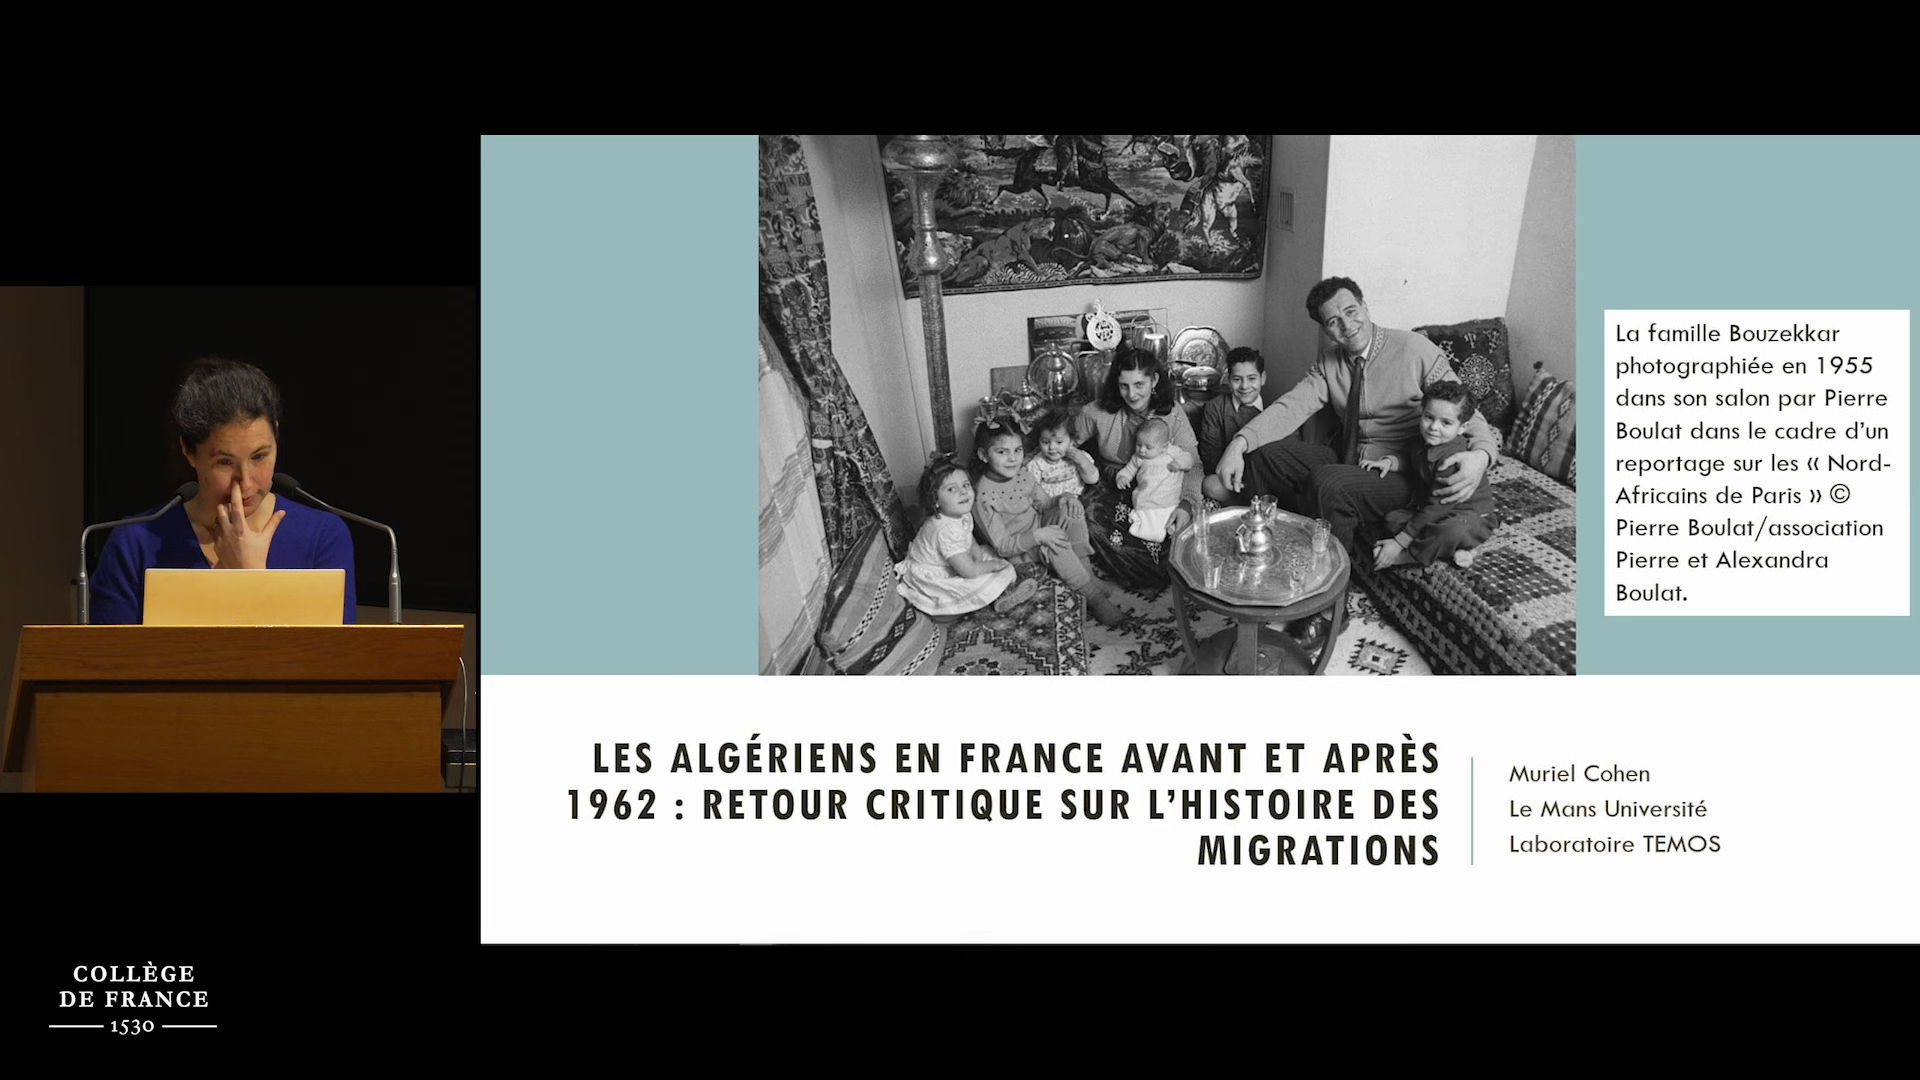 La famille Bouzekkar
photographiée en 1955
dans son salon par Pierre
Boulat dans le cadre d'un
reportage sur les « Nord-
Africains de Paris » ©
Pierre Boulat/association
Pierre et Alexandra
Boulat.
LES ALGÉRIENS EN FRANCE AVANT ET APRÈS
1962 : RETOUR CRITIQUE SUR L'HISTOIRE DES
MIGRATIONS
Muriel Cohen
Le Mans Université
Laboratoire TEMOS
COLLÈGE
DE FRANCE
1530